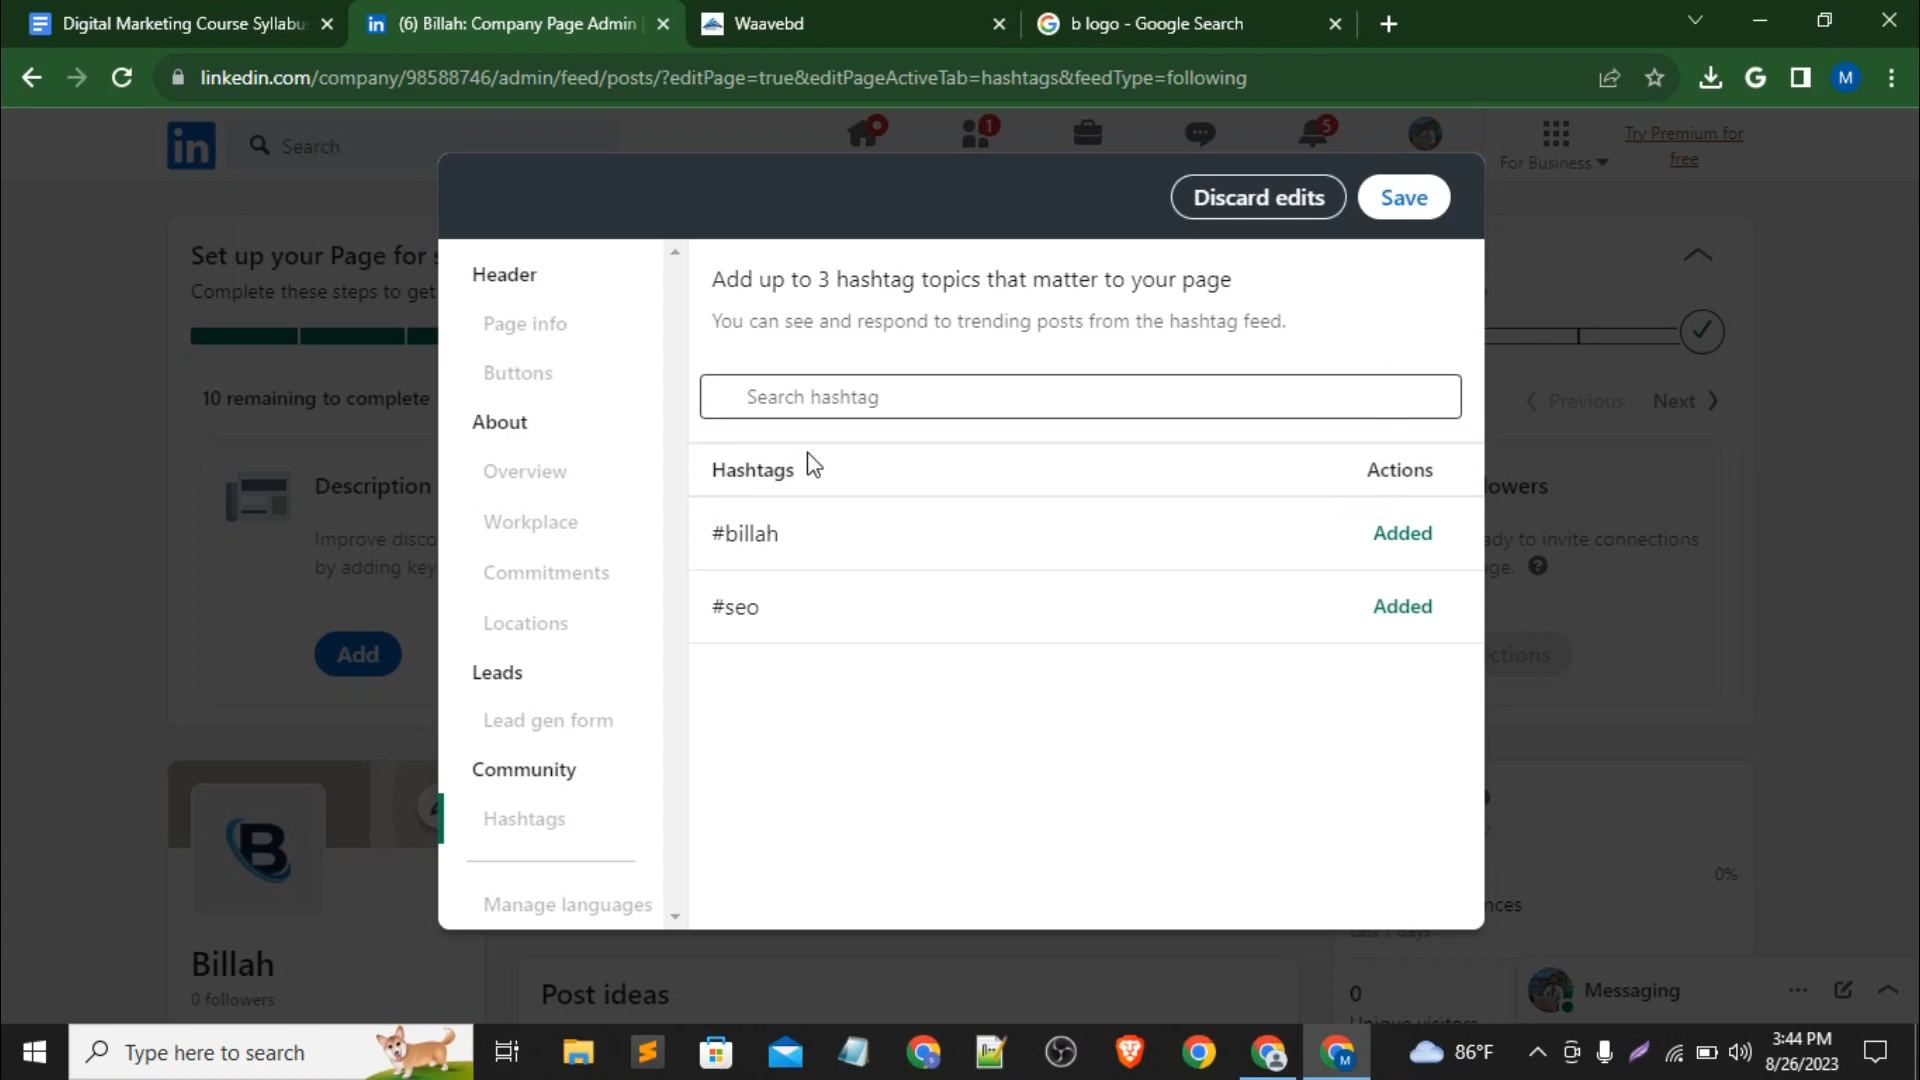 Digital Marketing Course Syllabu
(6) Billah: Company Page Admin
Waavebd
b logo - Google Search
linkedin.com/company/98588746/admin/feed/posts/?editPage=true&editPageActiveTab=hashtags&feedType=following
M
in
Search
1
5
For Business
Try Premium for
free
Discard edits
Save
Set up your Page for
Complete these steps to get
10 remaining to complete
Previous
Next
Description
Improve disco
by adding key
Add
lowers
ady to invite connections
ge.
ctions
Header
Page info
Buttons
About
Overview
Workplace
Commitments
Locations
Leads
Lead gen form
Community
Hashtags
Manage languages
Add up to 3 hashtag topics that matter to your page
You can see and respond to trending posts from the hashtag feed.
Search hashtag
Hashtags
Actions
#billah
Added
#seo
Added
B
Billah
0 followers
Post ideas
0%
nces
0
Messaging
Type here to search
86°F
3:44 PM
8/26/2023